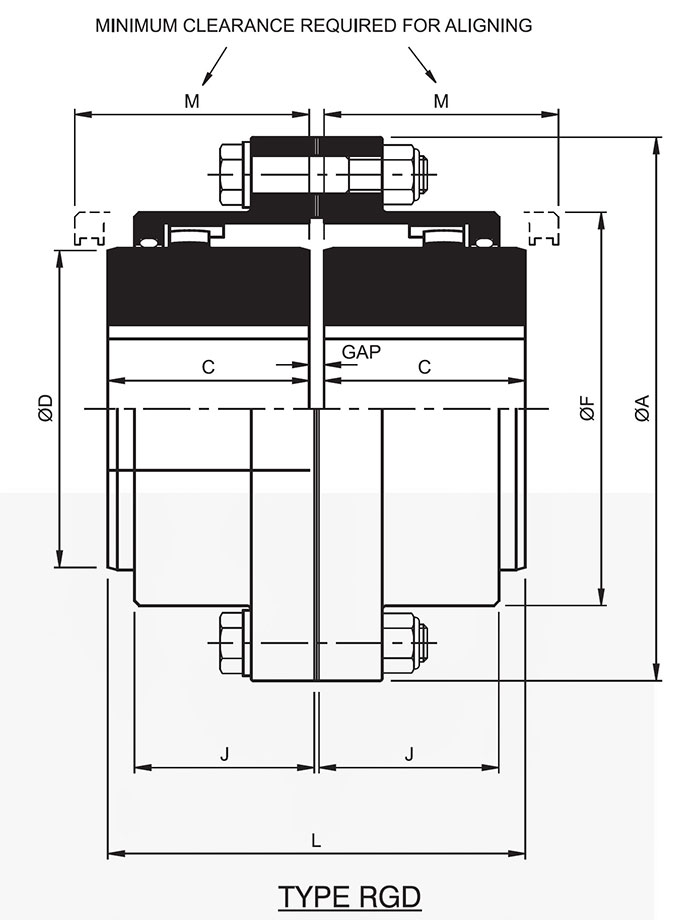 MINIMUM CLEARANCE REQUIRED FOR ALIGNING
M M
GAP
C C
ØD ØF ØA
J J
L
TYPE RGD